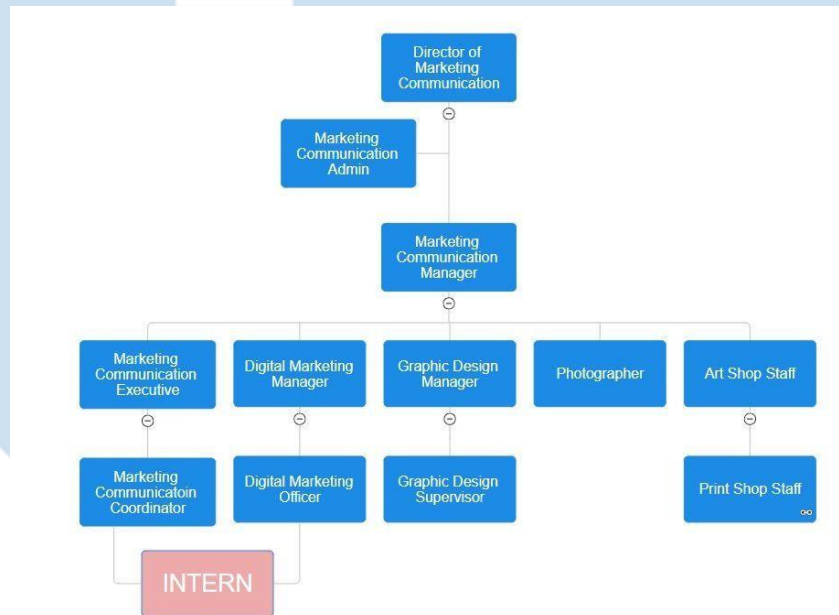 Director of
Marketing
Communication
Marketing
Communication
Admin
Marketing
Communication
Manager
Marketing
Communication
Executive
Digital Marketing
Manager
Graphic Design
Manager
Photographer
Art Shop Staff
Marketing
Communicatoin
Coordinator
Digital Marketing
Officer
Graphic Design
Supervisor
Print Shop Staff
INTERN